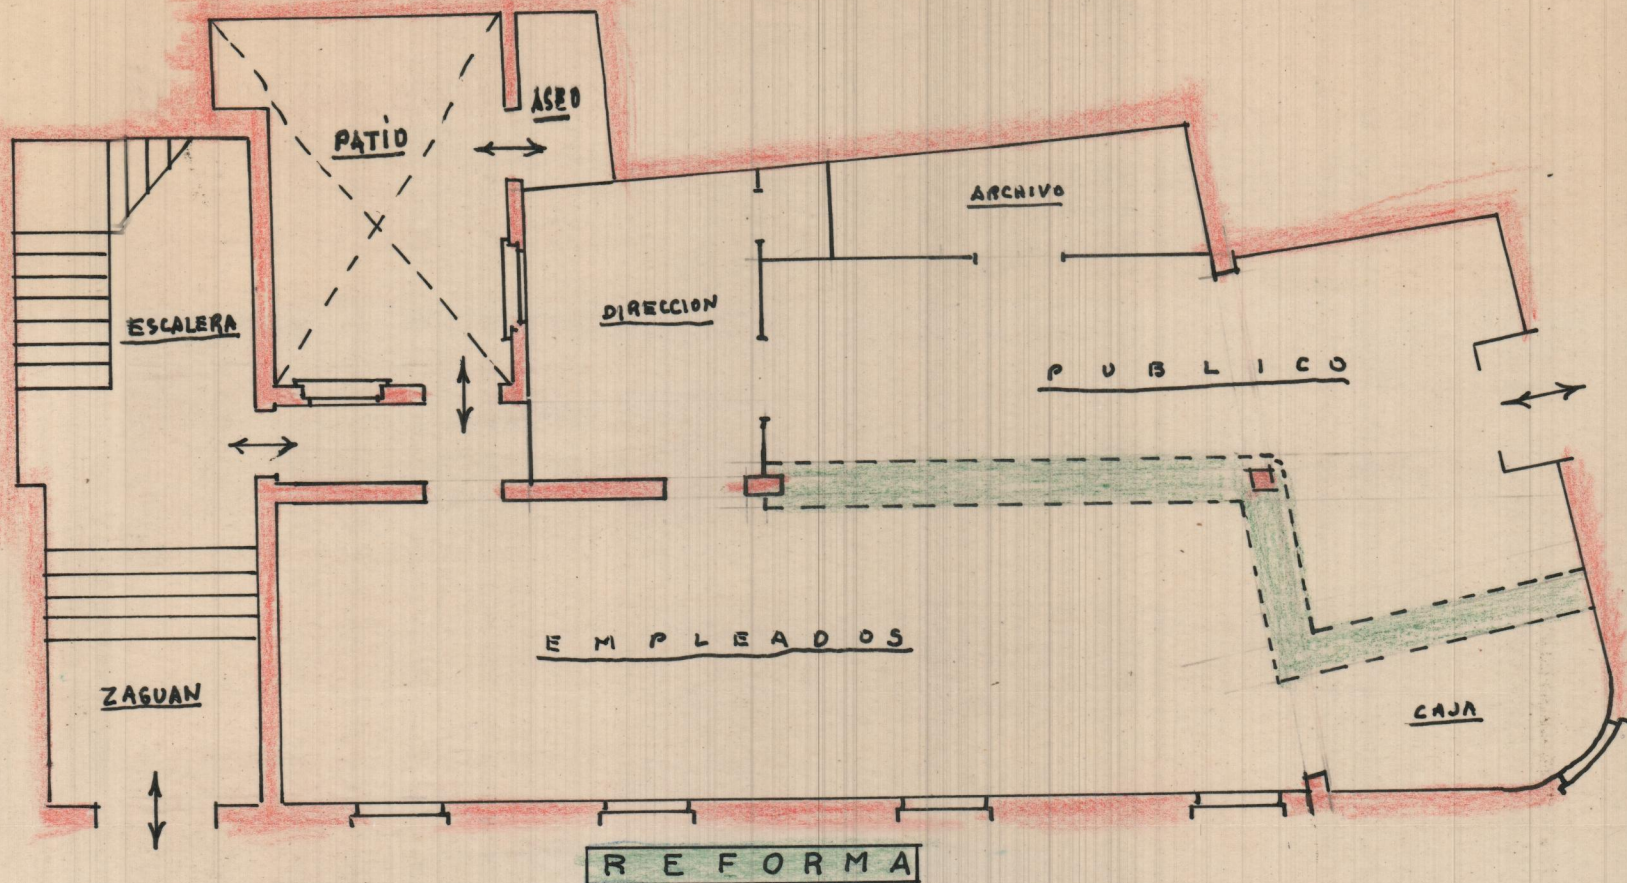 ASEO
PATIO
ARCHIVO
DIRECCION
ESCALERA
PUBLICO
EMPLEADOS
ZAGUAN
CAJA
REFORMA